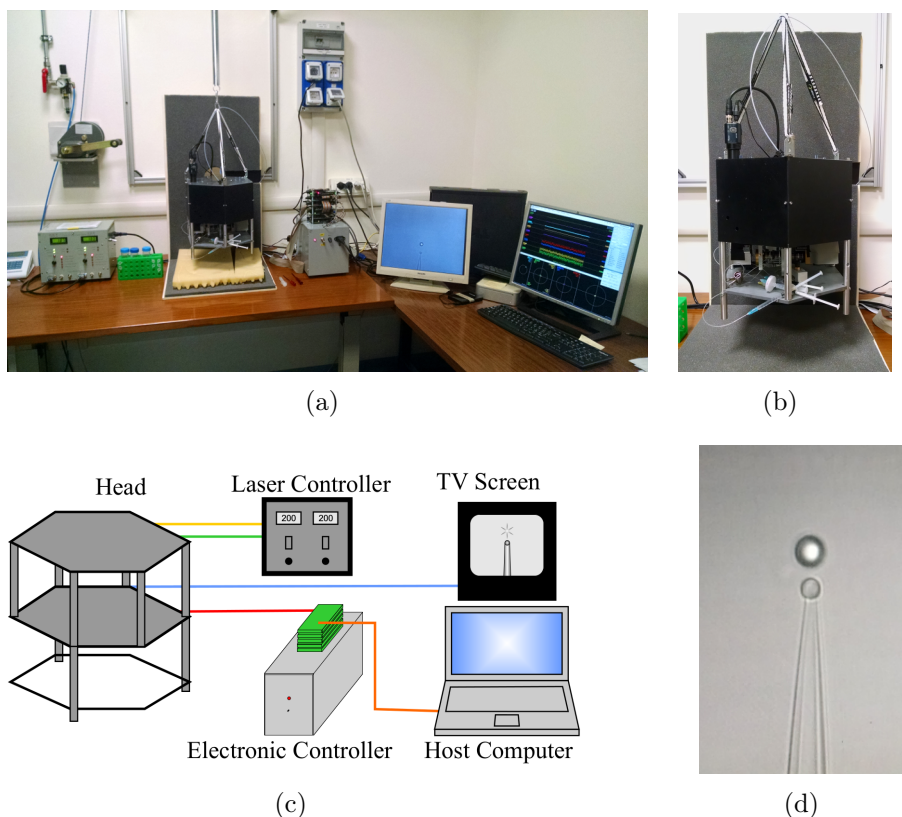 (a)
(b)
Head
Laser Controller
TV Screen
200
200
Electronic Controller
Host Computer
(c)
(d)